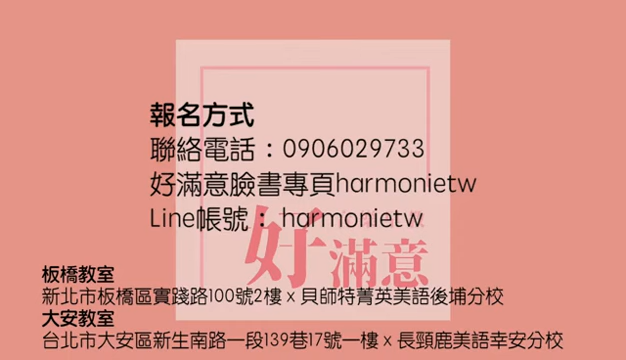 報名方式
聯絡電話：0906029733
好滿意臉書專頁harmonietw
Line帳號： harmonietw
好滿意
板橋教室
新北市板橋區實踐路100號2樓 x 貝師特菁英美語後埔分校
大安教室
台北市大安區新生南路一段139巷17號一樓 x 長頸鹿美語幸安分校